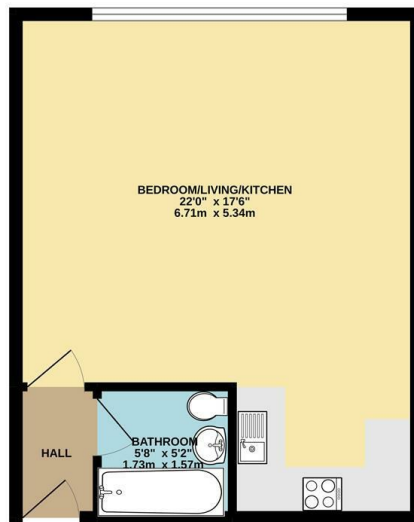 BEDROOM/LIVING/KITCHEN
22'0" x 17'6"
6.71m x 5.34m
BATHROOM
5'8" x 5'2"
1.73m x 1.57m
HALL